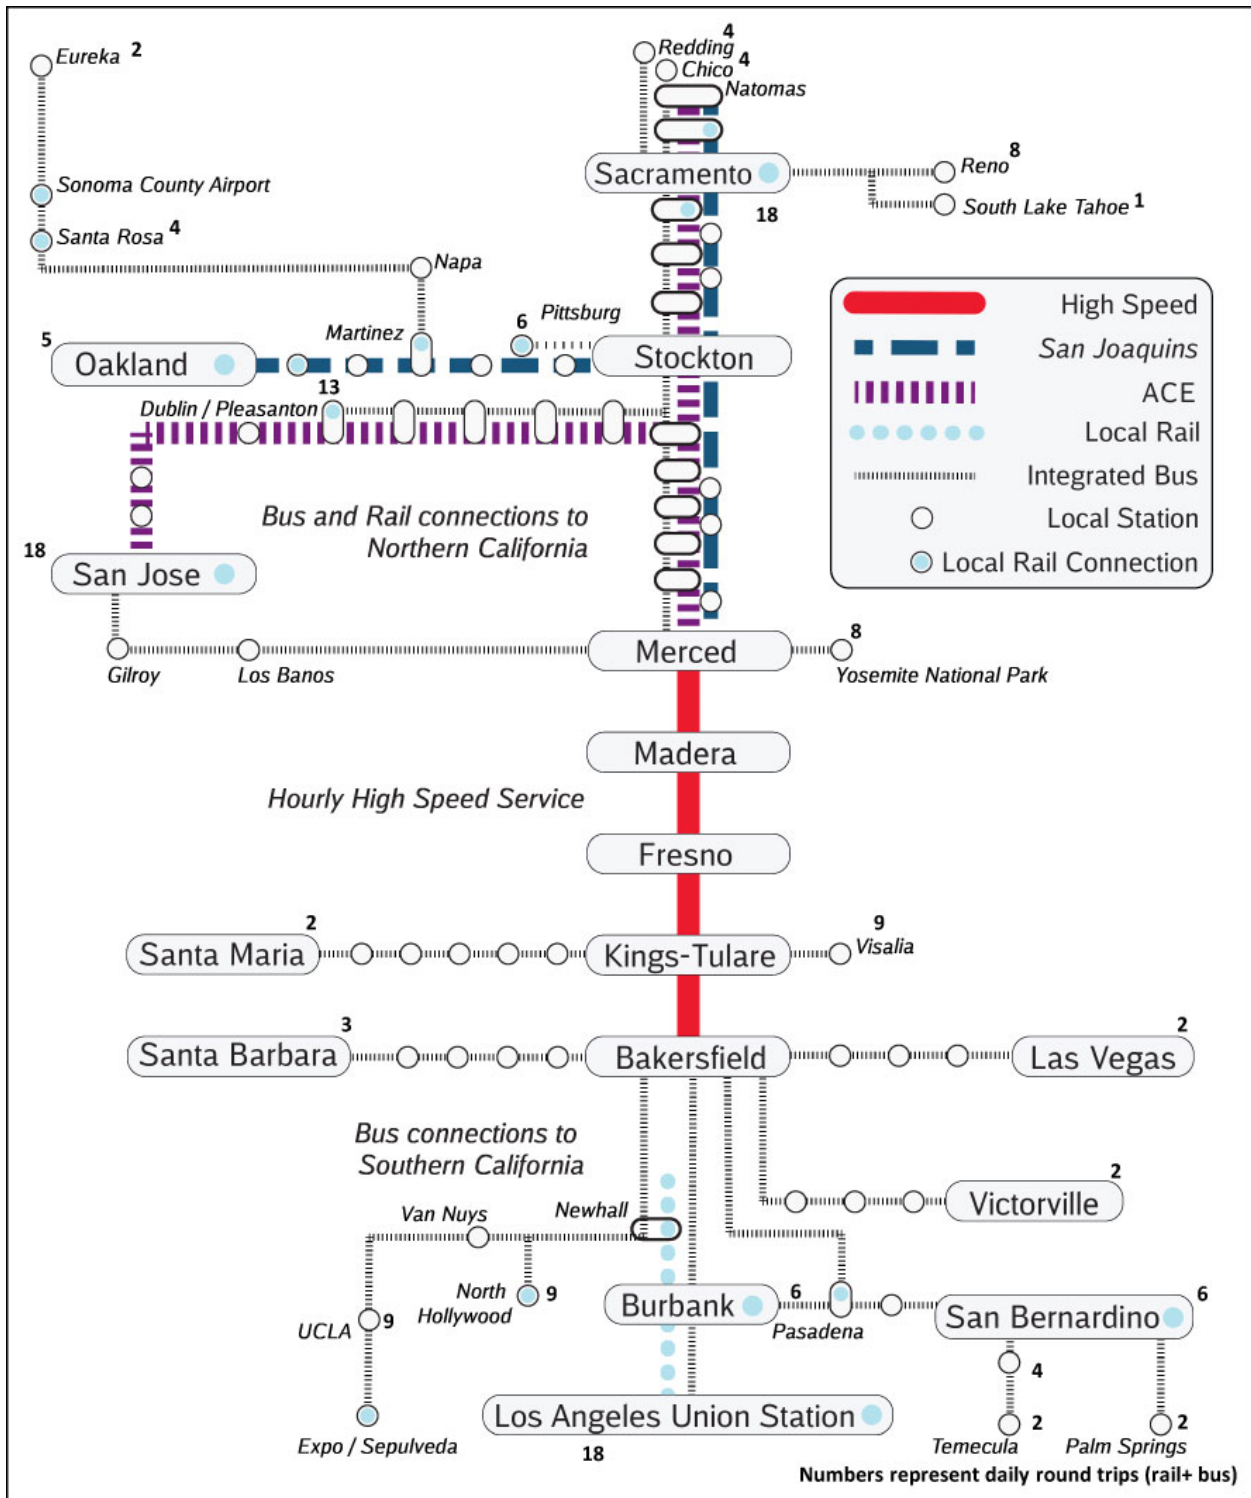 Eureka 2
Redding 4
Chico 4
Natomas
Sonoma County Airport
Sacramento
18
Reno 8
South Lake Tahoe 1
Santa Rosa 4
Napa
Martinez
6 Pittsburg
5
Oakland
Stockton
High Speed
San Joaquins
ACE
Local Rail
Integrated Bus
Local Station
Local Rail Connection
13
Dublin / Pleasanton
Bus and Rail connections to
Northern California
18
San Jose
Gilroy
Los Banos
Merced
8
Yosemite National Park
Madera
Hourly High Speed Service
Fresno
2
Santa Maria
Kings-Tulare
9
Visalia
3
Santa Barbara
Bakersfield
2
Las Vegas
Bus connections to
Southern California
2
Victorville
Newhall
Van Nuys
North
Hollywood
9
UCLA 9
Expo / Sepulveda
Burbank
6
Pasadena
San Bernardino 6
4
Los Angeles Union Station
18
2
Temecula
2
Palm Springs
Numbers represent daily round trips (rail+ bus)